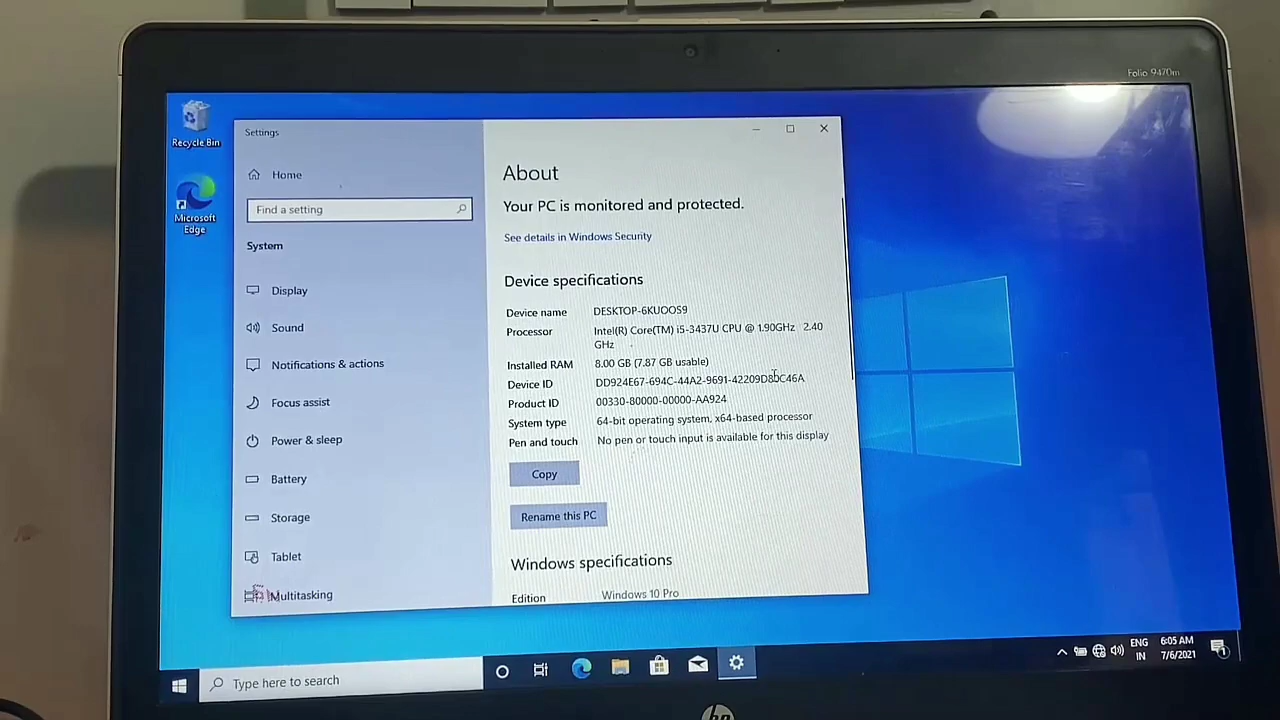 Folio 9470m
Recycle Bin
Microsoft
Edge
Settings
Home
Find a setting
System
Display
Sound
Notifications & actions
Focus assist
Power & sleep
Battery
Storage
Tablet
Multitasking
About
Your PC is monitored and protected.
See details in Windows Security
Device specifications
Device name DESKTOP-6KUOOS9
Processor Intel(R) Core(TM) i5-3437U CPU @ 1.90GHz 2.40
GHz
Installed RAM 8.00 GB (7.87 GB usable)
Device ID DD924E67-694C-44A2-9691-42209D8DC46A
Product ID 00330-80000-00000-AA924
System type 64-bit operating system, x64-based processor
Pen and touch No pen or touch input is available for this display
Copy
Rename this PC
Windows specifications
Edition Windows 10 Pro
Type here to search
ENG
IN
6:05 AM
7/6/2021
1
hp